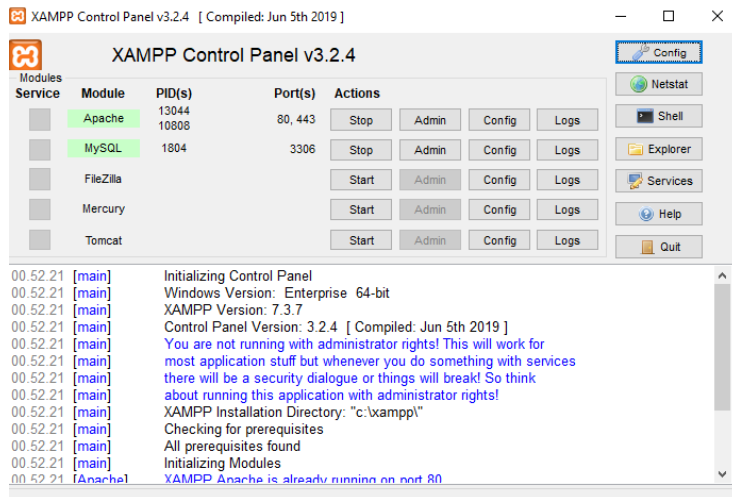 XAMPP Control Panel v3.2.4 [ Compiled: Jun 5th 2019 ]
XAMPP Control Panel v3.2.4
Config
Modules
Service Module PID(s) Port(s) Actions
Netstat
Apache 13044 10808 80, 443 Stop Admin Config Logs
Shell
MySQL 1804 3306 Stop Admin Config Logs
Explorer
FileZilla Start Admin Config Logs
Services
Mercury Start Admin Config Logs
Help
Tomcat Start Admin Config Logs
Quit
00.52.21 [main] Initializing Control Panel
00.52.21 [main] Windows Version: Enterprise 64-bit
00.52.21 [main] XAMPP Version: 7.3.7
00.52.21 [main] Control Panel Version: 3.2.4 [ Compiled: Jun 5th 2019 ]
00.52.21 [main] You are not running with administrator rights! This will work for
00.52.21 [main] most application stuff but whenever you do something with services
00.52.21 [main] there will be a security dialogue or things will break! So think
00.52.21 [main] about running this application with administrator rights!
00.52.21 [main] XAMPP Installation Directory: "c:\xampp\"
00.52.21 [main] Checking for prerequisites
00.52.21 [main] All prerequisites found
00.52.21 [main] Initializing Modules
00.52.21 [Apache] XAMPP Apache is already running on port 80